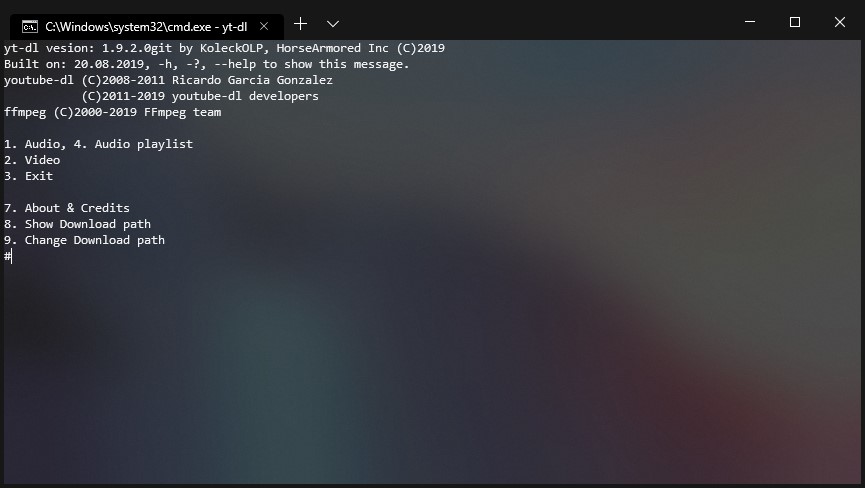 C:\Windows\system32\cmd.exe - yt-dl
yt-dl vesion: 1.9.2.0git by KoleckOLP, HorseArmored Inc (C)2019
Built on: 20.08.2019, -h, -?, --help to show this message.
youtube-dl (C)2008-2011 Ricardo Garcia Gonzalez
(C)2011-2019 youtube-dl developers
ffmpeg (C)2000-2019 FFmpeg team
1. Audio, 4. Audio playlist
2. Video
3. Exit
7. About & Credits
8. Show Download path
9. Change Download path
#